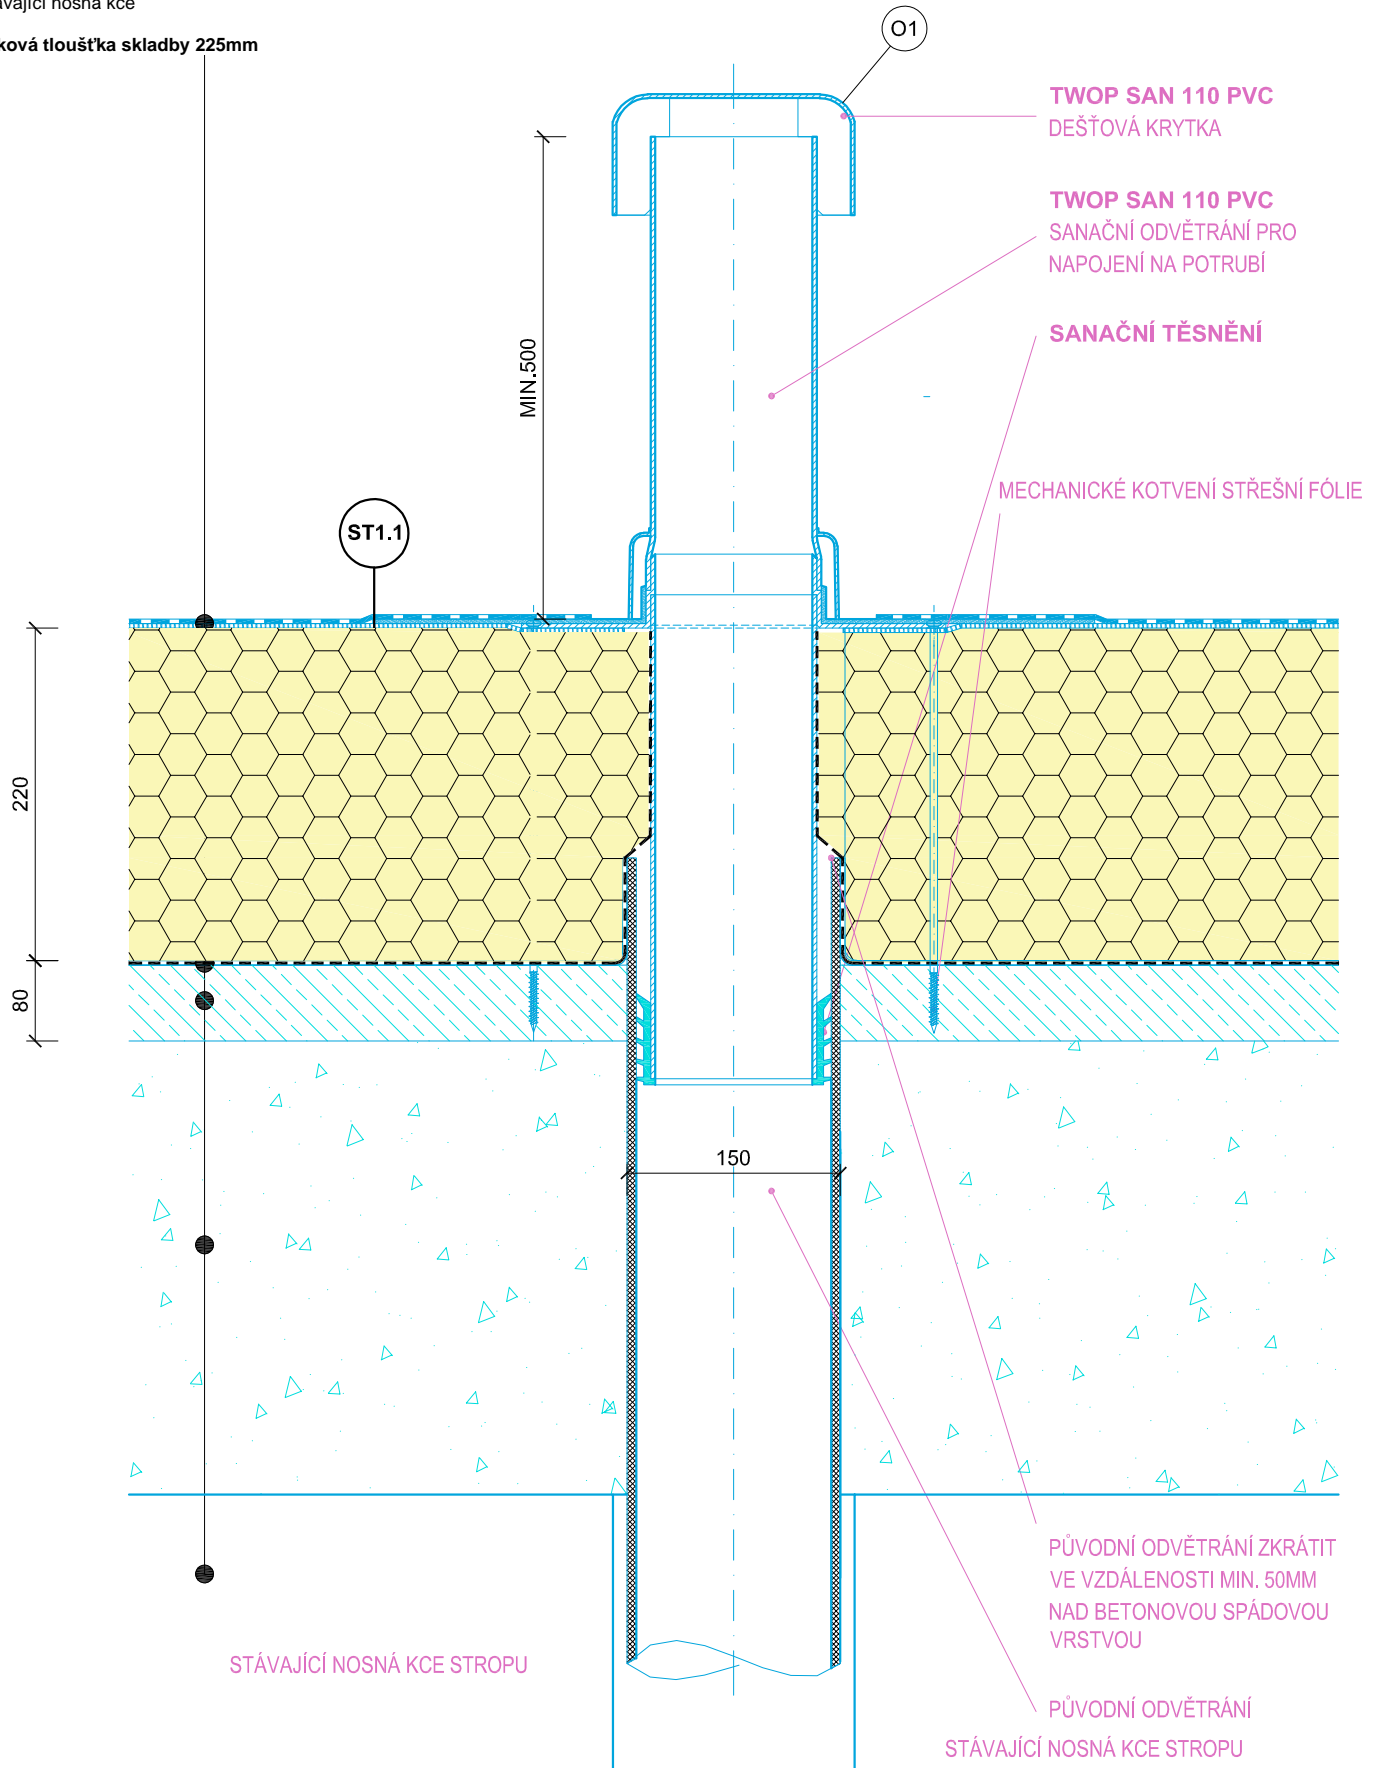 nosná kce
tloušťka skladby 225mm
O1
TWOP SAN 110 PVC
DEŠŤOVÁ KRYTKA
TWOP SAN 110 PVC
SANAČNÍ ODVĚTRÁNÍ PRO
NAPOJENÍ NA POTRUBÍ
SANAČNÍ TĚSNĚNÍ
MIN.500
MECHANICKÉ KOTVENÍ STŘEŠNÍ FÓLIE
ST1.1
220
80
150
PŮVODNÍ ODVĚTRÁNÍ ZKRÁTIT
VE VZDÁLENOSTI MIN. 50MM
NAD BETONOVOU SPÁDOVOU
VRSTVOU
STÁVAJÍCÍ NOSNÁ KCE STROPU
PŮVODNÍ ODVĚTRÁNÍ
STÁVAJÍCÍ NOSNÁ KCE STROPU